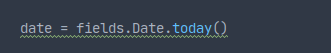 date = fields.Date.today()